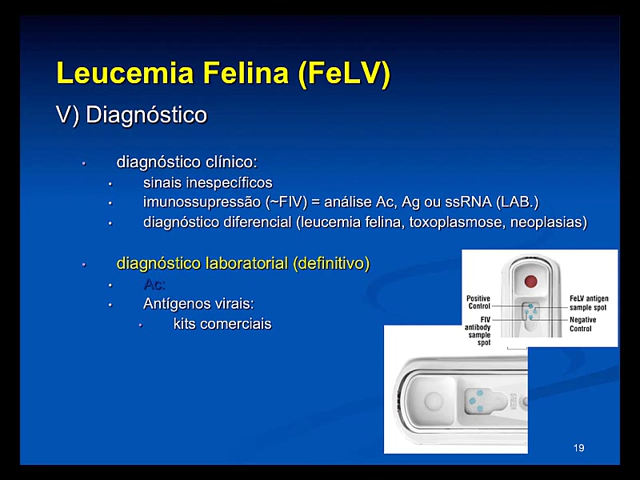 Leucemia Felina (FeLV)
V) Diagnóstico
diagnóstico clínico:
sinais inespecíficos
imunossupressão (~FIV) = análise Ac, Ag ou ssRNA (LAB.)
diagnóstico diferencial (leucemia felina, toxoplasmose, neoplasias)
diagnóstico laboratorial (definitivo)
Ac:
Antígenos virais:
kits comerciais
Positive
Control
FIV
antibody
sample
spot
FeLV antigen
sample spot
Negative
Control
19